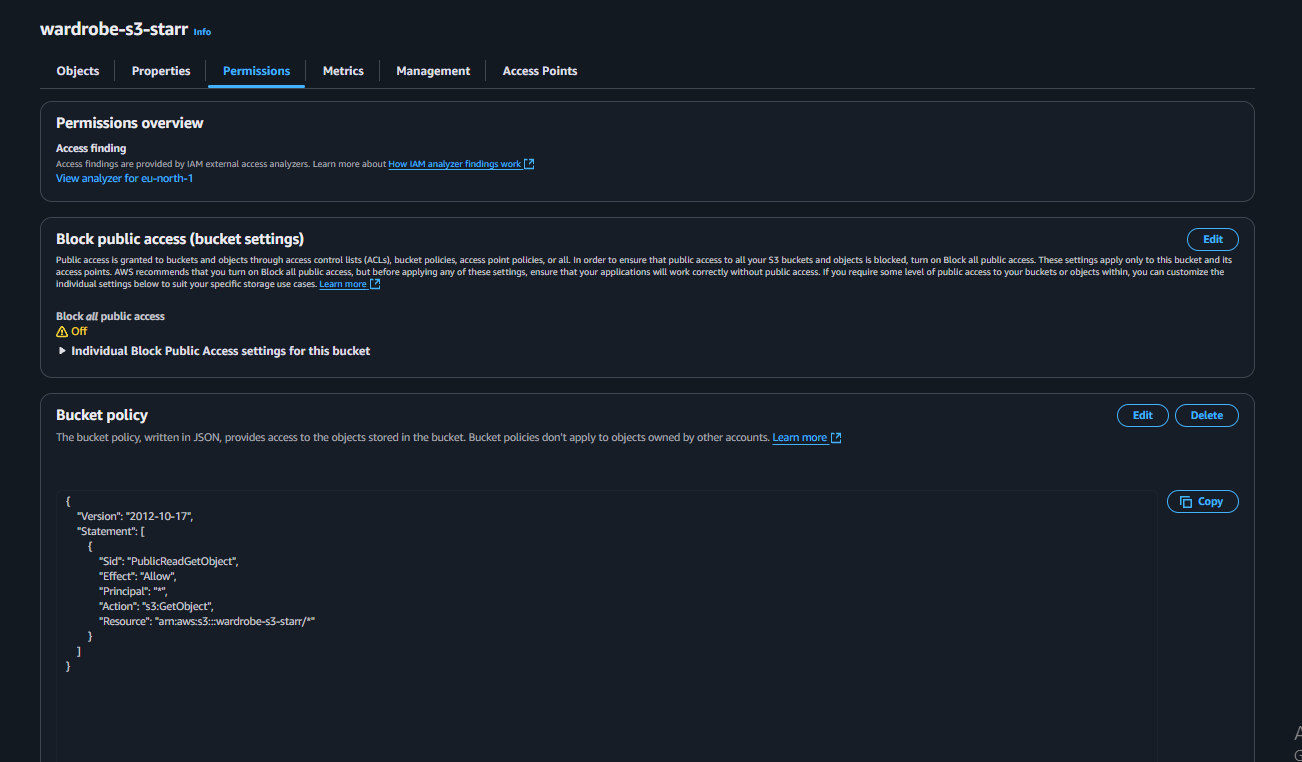 wardrobe-s3-starr Info
Objects Properties Permissions Metrics Management Access Points
Permissions overview
Access finding
Access findings are provided by IAM external access analyzers. Learn more about How IAM analyzer findings work
View analyzer for eu-north-1
Block public access (bucket settings)
Edit
Public access is granted to buckets and objects through access control lists (ACLs), bucket policies, access point policies, or all. In order to ensure that public access to all your S3 buckets and objects is blocked, turn on Block all public access. These settings apply only to this bucket and its
access points. AWS recommends that you turn on Block all public access, but before applying any of these settings, ensure that your applications will work correctly without public access. If you require some level of public access to your buckets or objects within, you can customize the
individual settings below to suit your specific storage use cases. Learn more
Block all public access
Off
Individual Block Public Access settings for this bucket
Bucket policy
Edit Delete
The bucket policy, written in JSON, provides access to the objects stored in the bucket. Bucket policies don't apply to objects owned by other accounts. Learn more
Copy
{
"Version": "2012-10-17",
"Statement": [
{
"Sid": "PublicReadGetObject",
"Effect": "Allow",
"Principal": "*",
"Action": "s3:GetObject",
"Resource": "arn:aws:s3:::wardrobe-s3-starr/*"
}
]
}